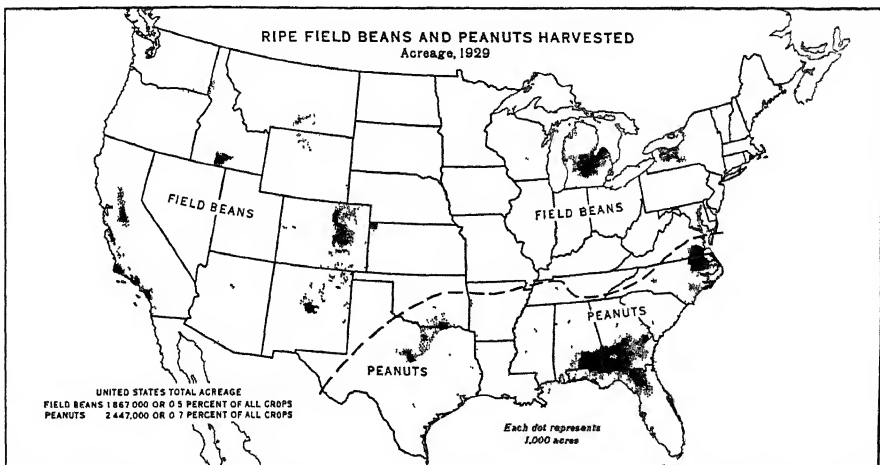 RIPE FIELD BEANS AND PEANUTS HARVESTED
Acreage, 1929
FIELD BEANS
FIELD BEANS
PEANUTS
PEANUTS
UNITED STATES TOTAL ACREAGE
FIELD BEANS 1 867 000 OR 0 5 PERCENT OF ALL CROPS
PEANUTS 2 447,000 OR 0 7 PERCENT OF ALL CROPS
Each dot represents
1,000 acres